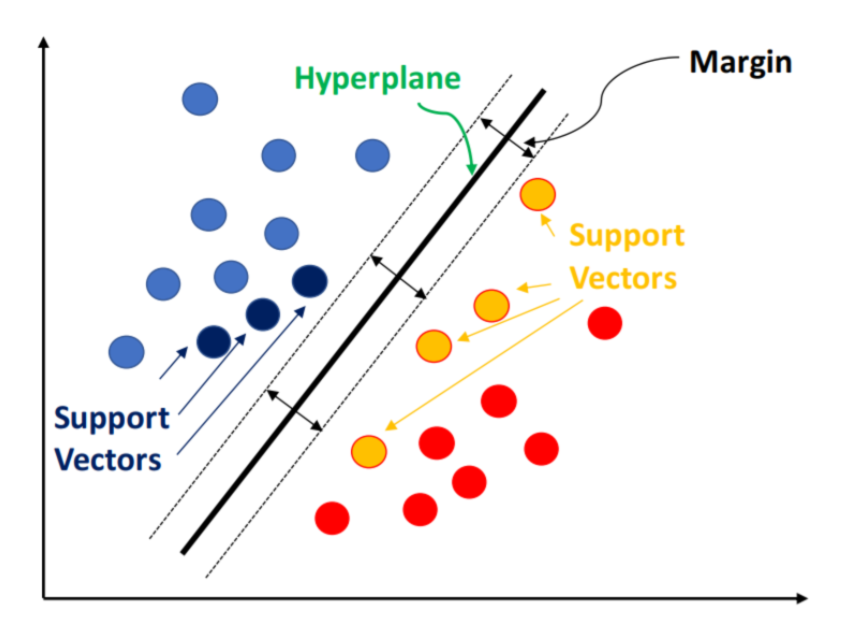 Margin
Hyperplane
Support
Vectors
Support
Vectors